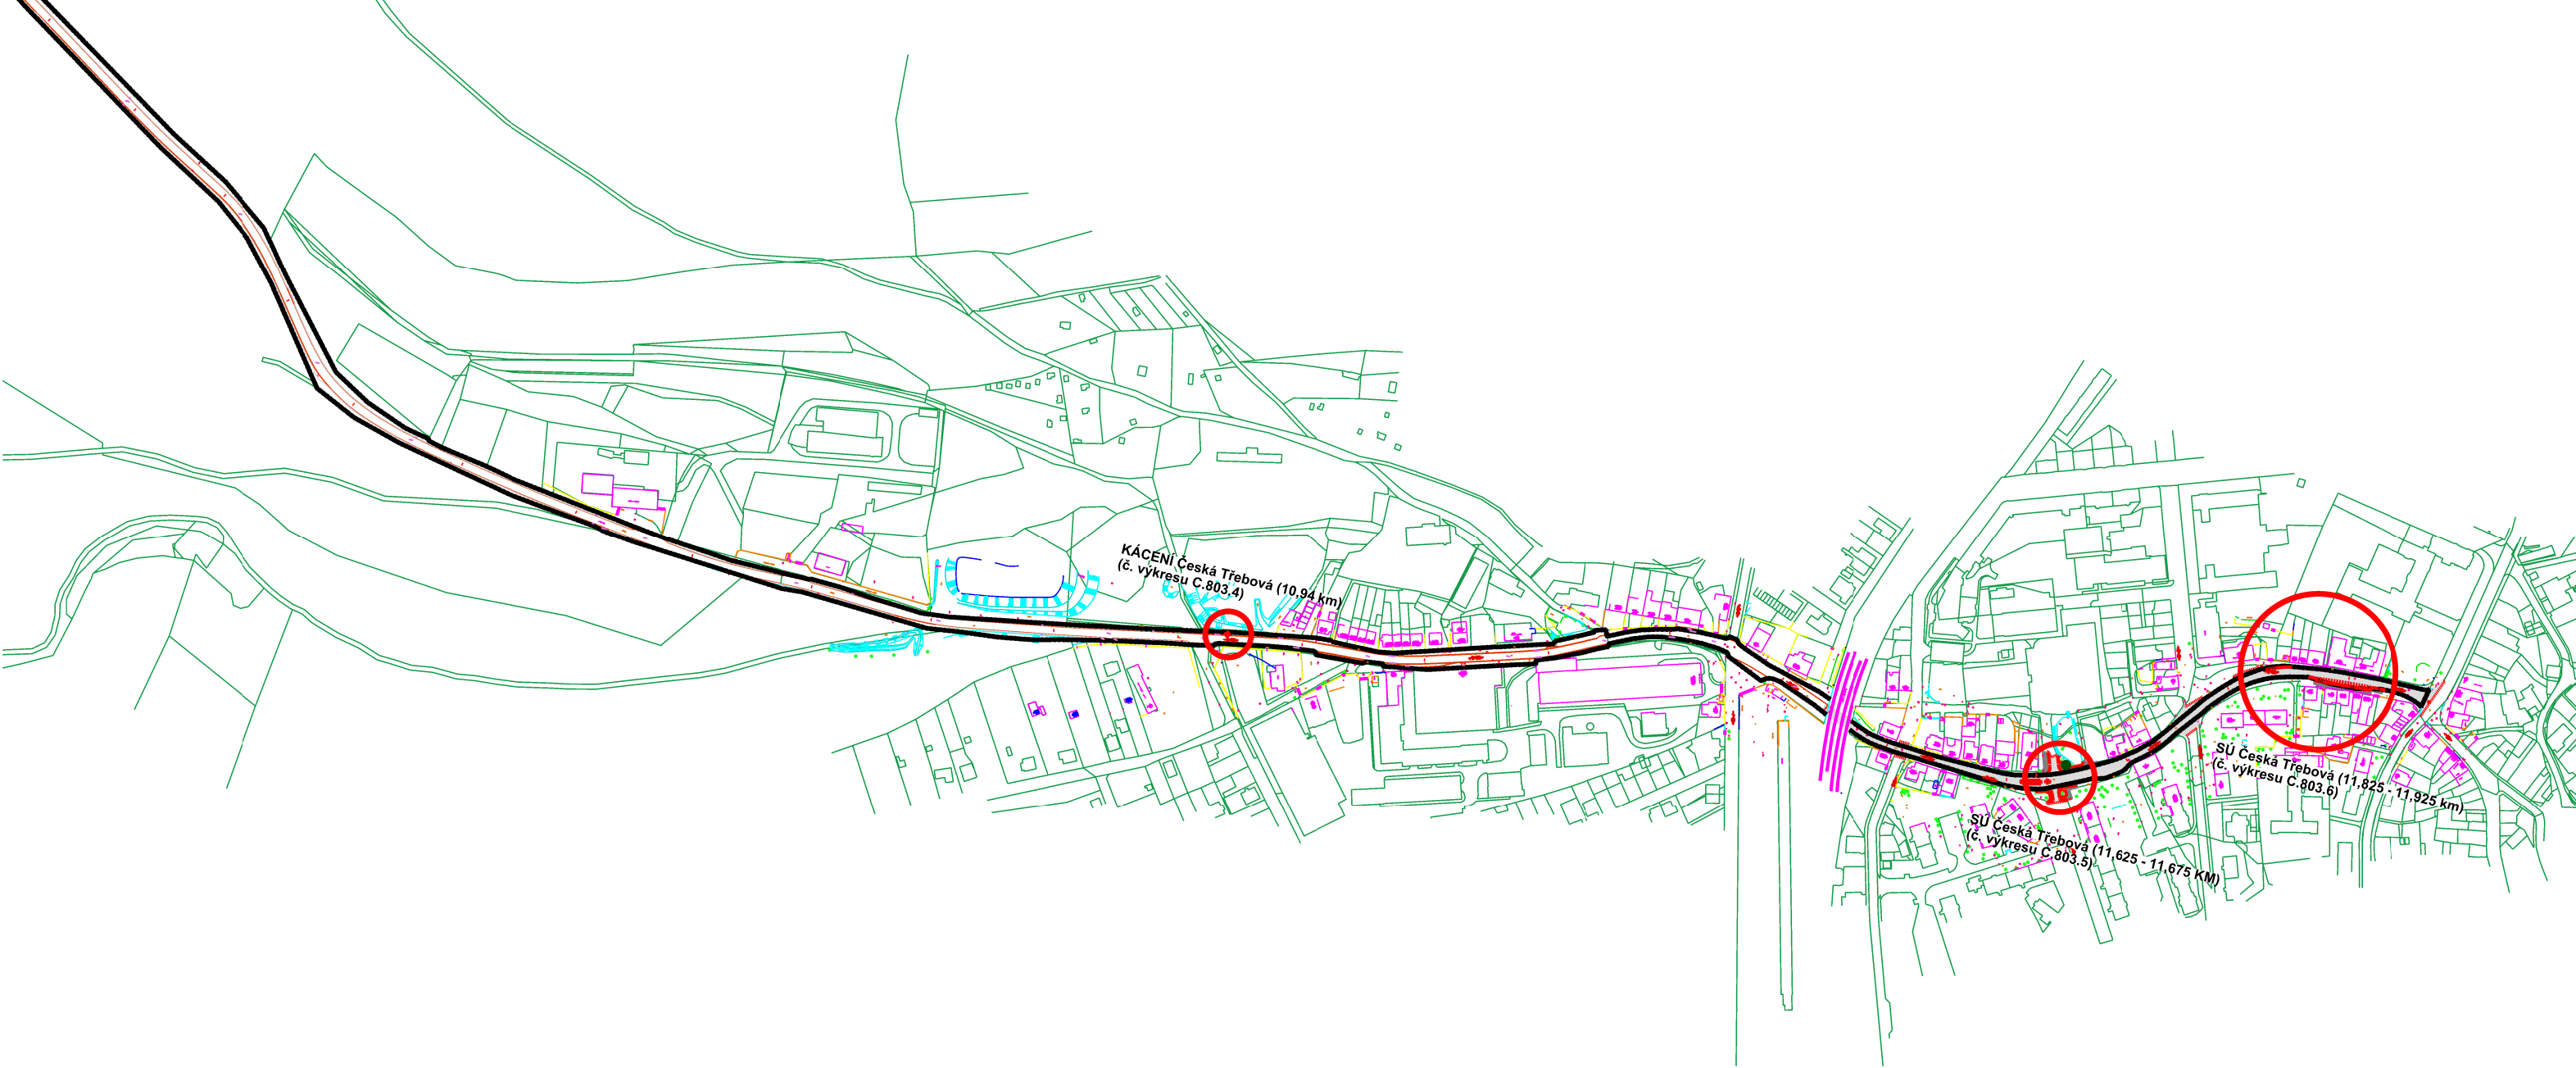 KÁCENÍ Česká Třebová (10,94 km)
(č. výkresu C.803.4)
SÚ Česká Třebová (11,825 - 11,925 km)
(č. výkresu C.803.6)
SÚ Česká Třebová (11,625 - 11,675 KM)
(č. výkresu C.803.5)